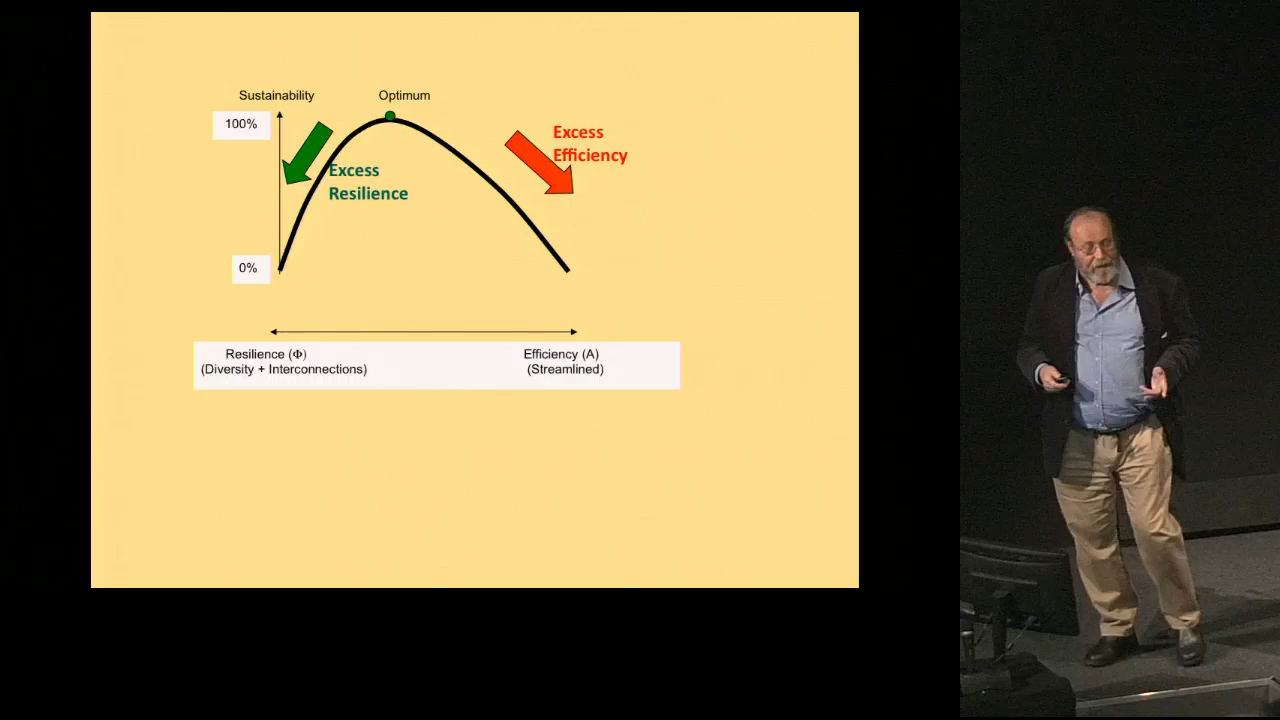 Sustainability
Optimum
100%
Excess
Efficiency
Excess
Resilience
0%
Resilience (Φ)
(Diversity + Interconnections)
Efficiency (A)
(Streamlined)